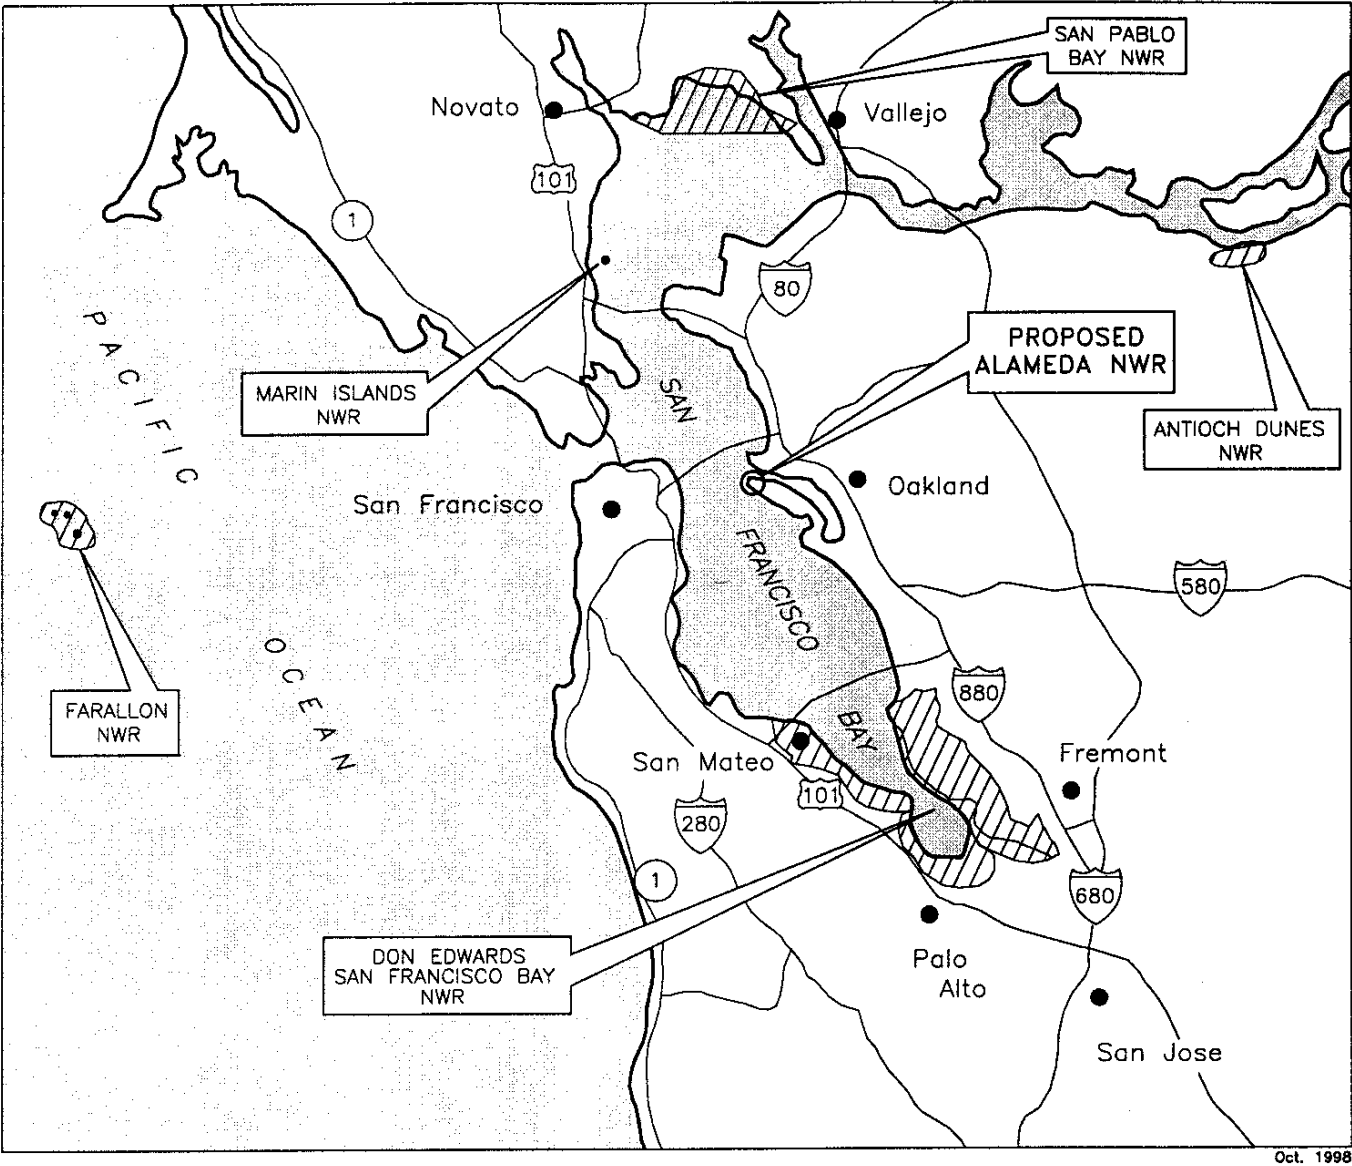 SAN PABLO
BAY NWR
Novato
Vallejo
101
1
80
PROPOSED
ALAMEDA NWR
MARIN ISLANDS
NWR
ANTIOCH DUNES
NWR
PACIFIC
OCEAN
SAN
FRANCISCO
BAY
San Francisco
Oakland
580
FARALLON
NWR
880
San Mateo
Fremont
101
280
1
680
DON EDWARDS
SAN FRANCISCO BAY
NWR
Palo
Alto
San Jose
Oct. 1998